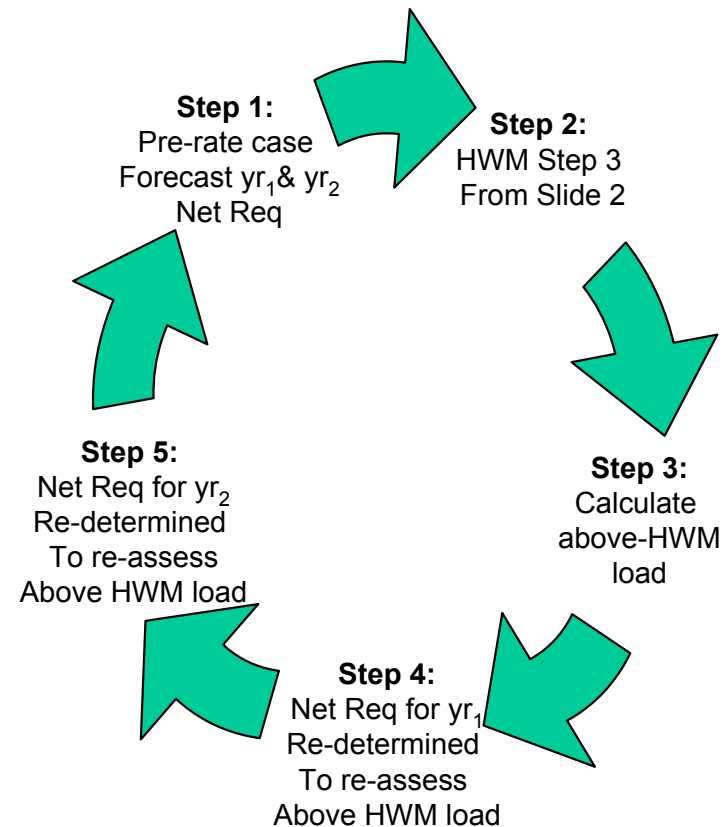 Step 1:
Pre-rate case
Forecast yr₁& yr₂
Net Req
Step 2:
HWM Step 3
From Slide 2
Step 3:
Calculate
above-HWM
load
Step 4:
Net Req for yr₁
Re-determined
To re-assess
Above HWM load
Step 5:
Net Req for yr₂
Re-determined
To re-assess
Above HWM load